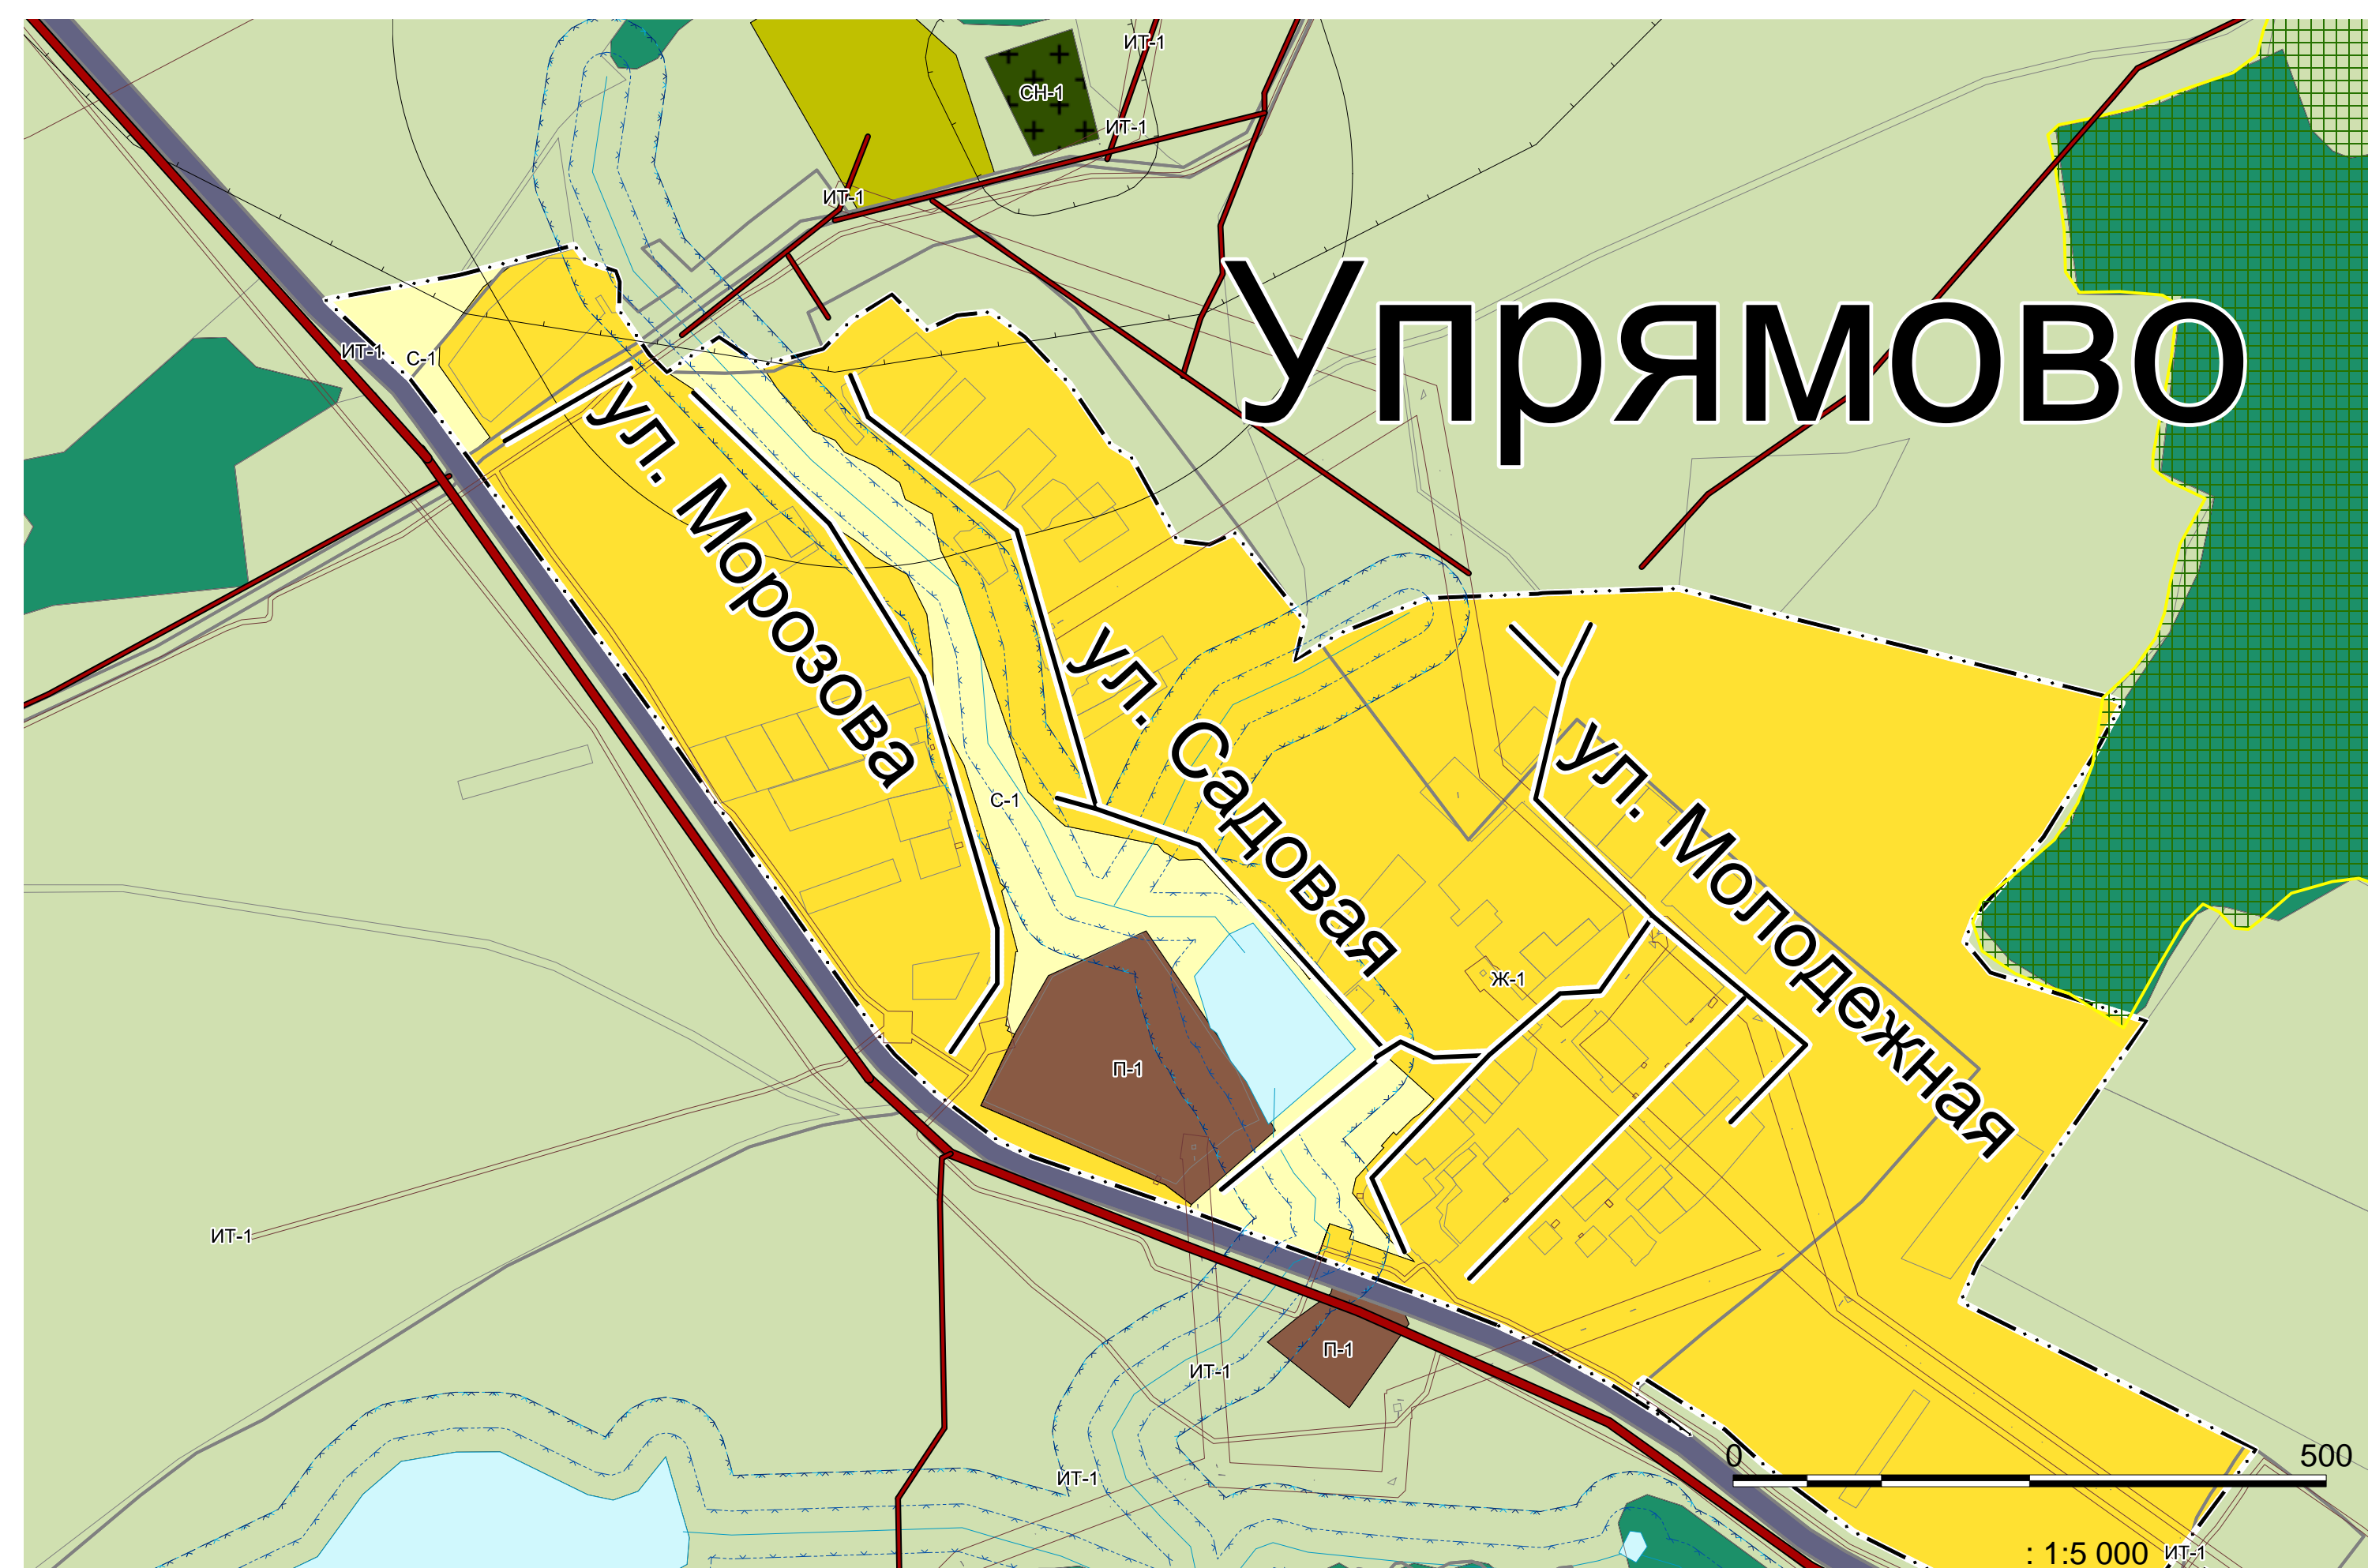 ИТ-1
СН-1
ИТ-1
ИТ-1
Упрямово
ИТ-1
С-1
ул. Морозова
ул. Садовая
ул. Молодежная
С-1
Ж-1
П-1
ИТ-1
П-1
ИТ-1
ИТ-1
0 500
: 1:5 000
ИТ-1